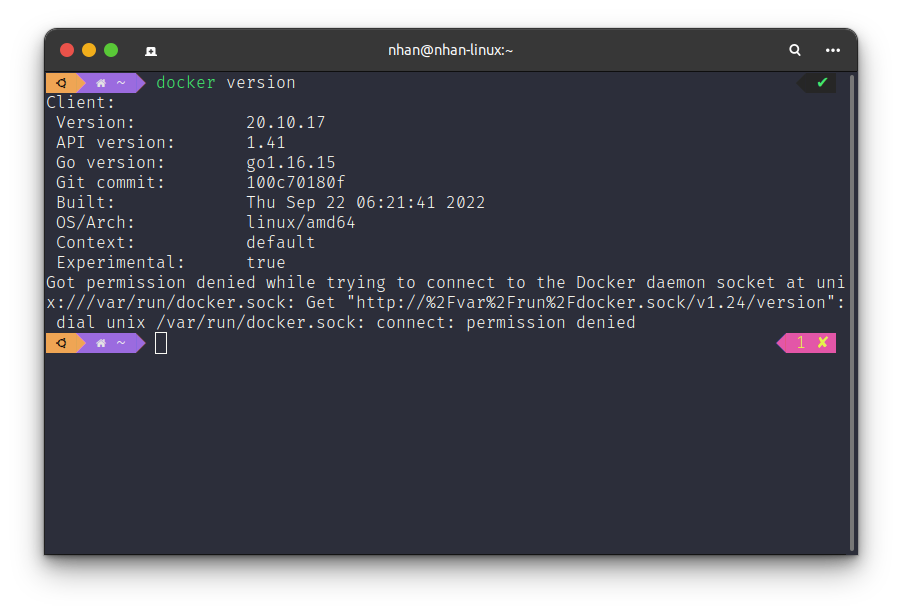 nhan@nhan-linux:~
~ docker version ✔
Client:
 Version:           20.10.17
 API version:       1.41
 Go version:        go1.16.15
 Git commit:        100c70180f
 Built:             Thu Sep 22 06:21:41 2022
 OS/Arch:           linux/amd64
 Context:           default
 Experimental:      true
Got permission denied while trying to connect to the Docker daemon socket at uni
x:///var/run/docker.sock: Get "http://%2Fvar%2Frun%2Fdocker.sock/v1.24/version":
 dial unix /var/run/docker.sock: connect: permission denied
~ 1 ✘